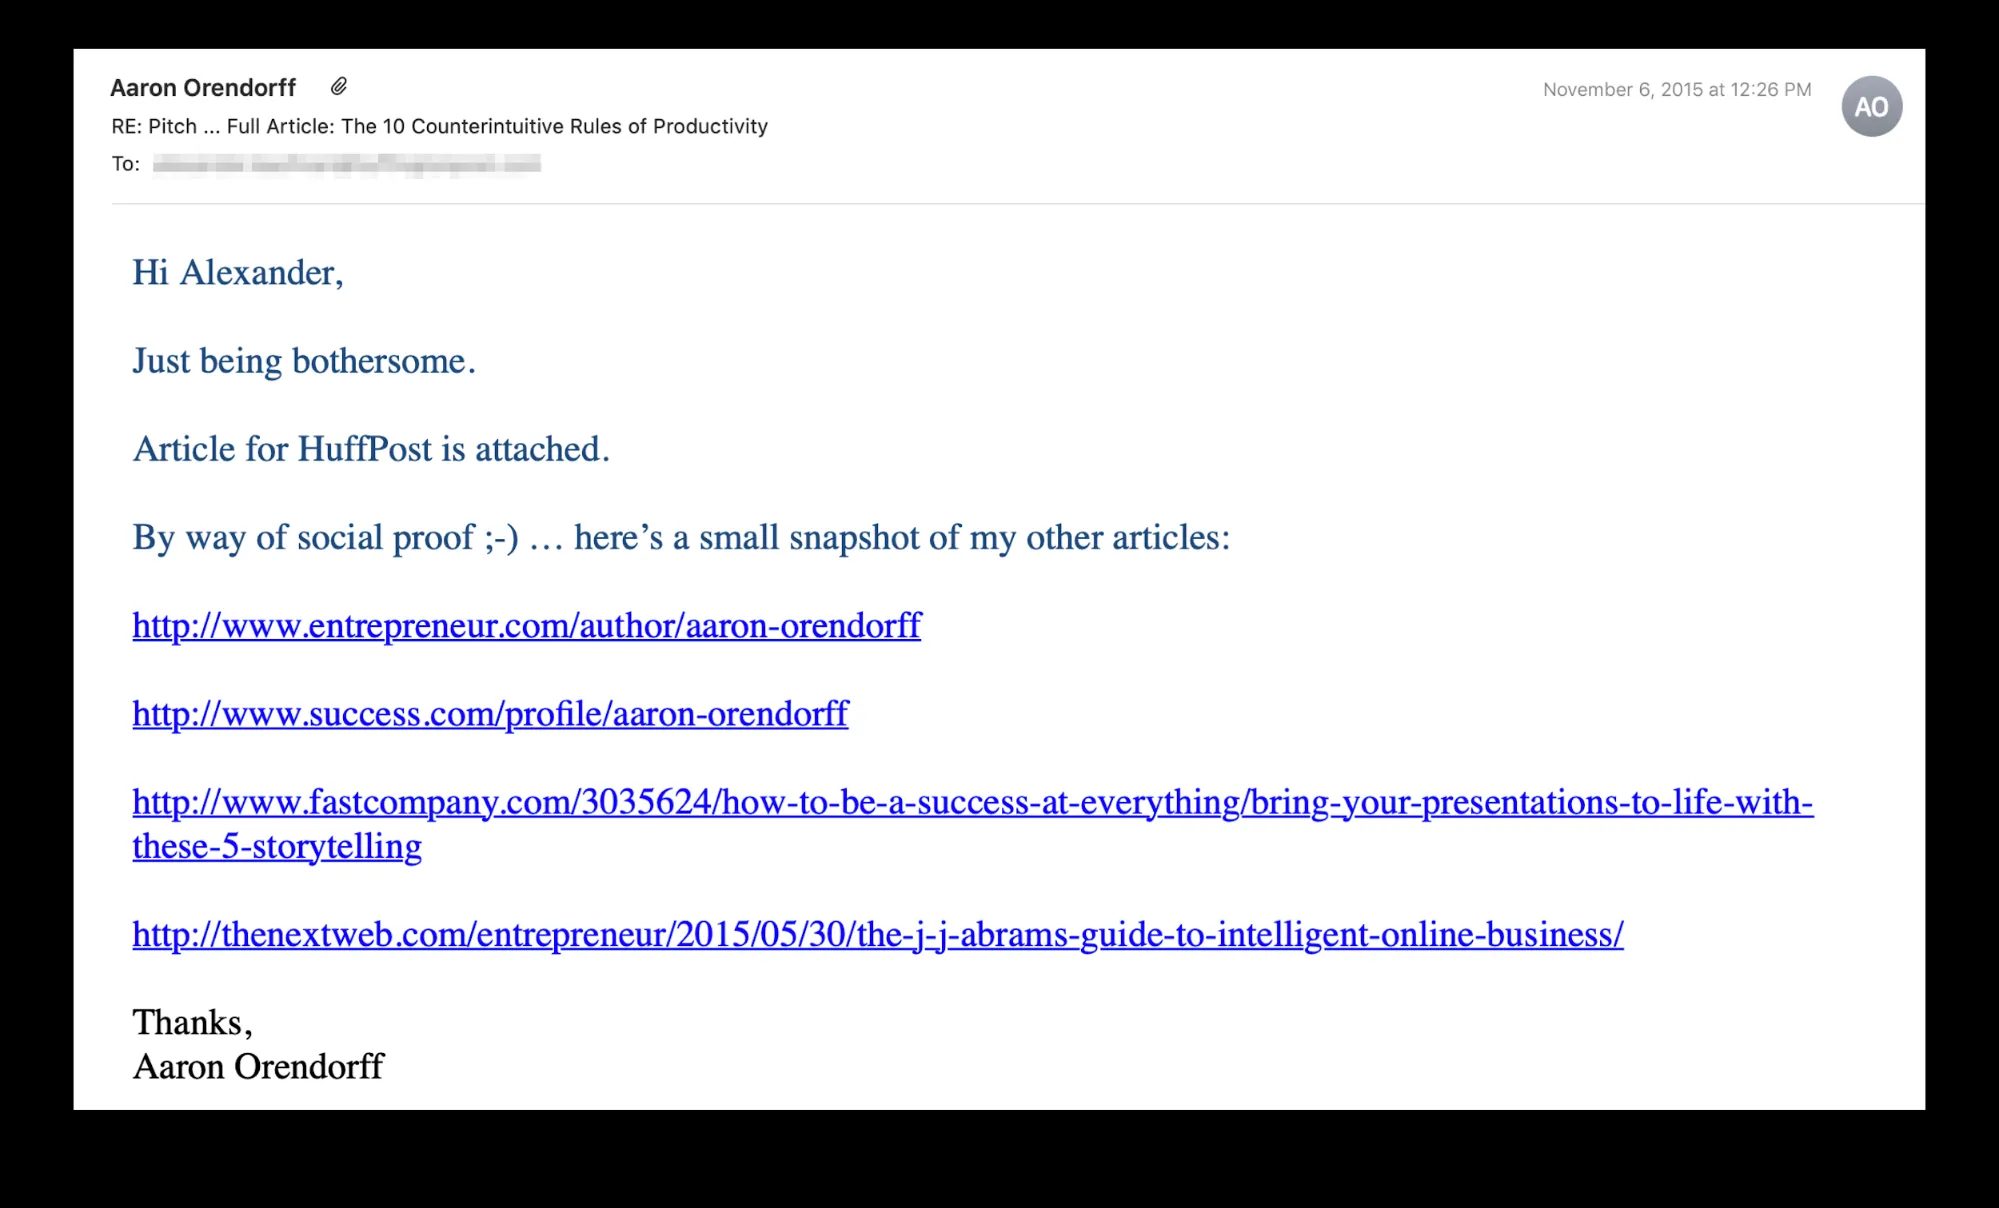 Aaron Orendorff
November 6, 2015 at 12:26 PM
AO
RE: Pitch ... Full Article: The 10 Counterintuitive Rules of Productivity
To:
Hi Alexander,
Just being bothersome.
Article for HuffPost is attached.
By way of social proof ;-) … here’s a small snapshot of my other articles:
http://www.entrepreneur.com/author/aaron-orendorff
http://www.success.com/profile/aaron-orendorff
http://www.fastcompany.com/3035624/how-to-be-a-success-at-everything/bring-your-presentations-to-life-with-
these-5-storytelling
http://thenextweb.com/entrepreneur/2015/05/30/the-j-j-abrams-guide-to-intelligent-online-business/
Thanks,
Aaron Orendorff